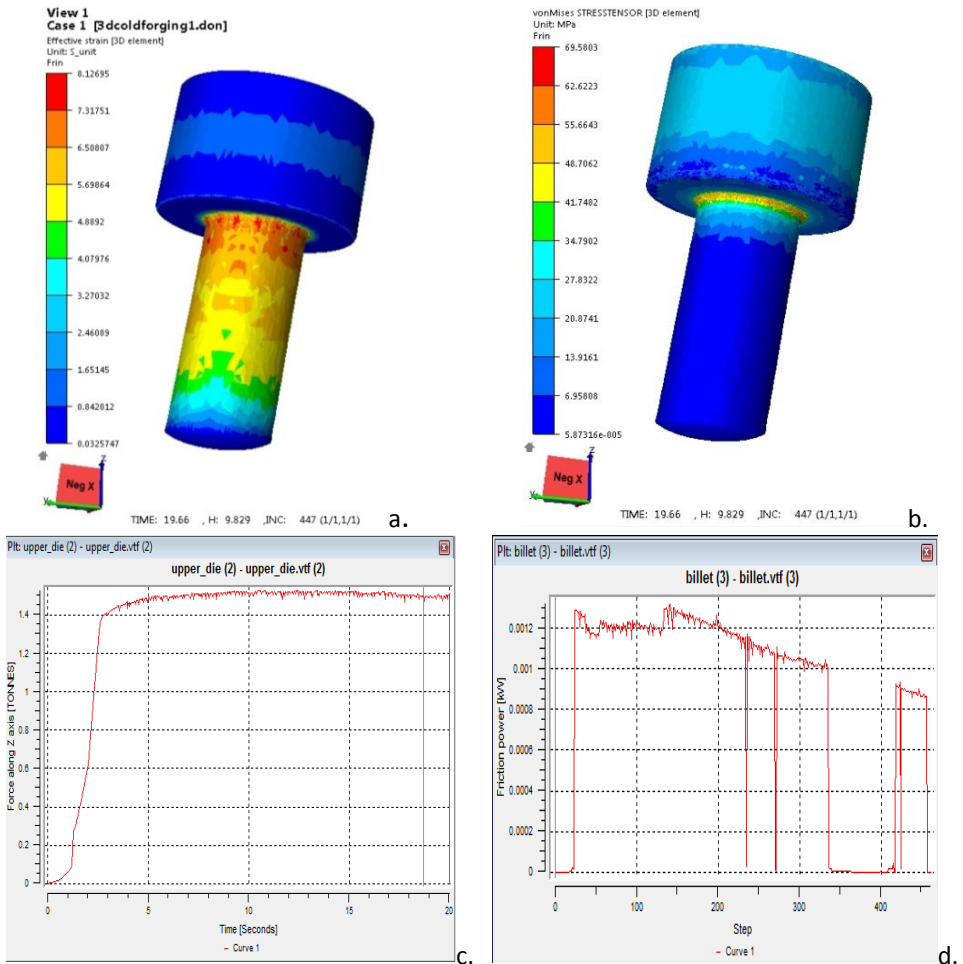 View 1
Case 1 [3dcoldforging1.don]
Effective strain [3D element]
Unit: S_unit
Frin
8.12695
7.31751
6.50807
5.69864
4.8892
4.07976
3.27032
2.46089
1.65145
0.842012
0.0325747
Z
Neg X
Y
TIME: 19.66 , H: 9.829 ,INC: 447 (1/1,1/1)
a.
vonMises STRESSTENSOR [3D element]
Unit: MPa
Frin
69.5803
62.6223
55.6643
48.7062
41.7482
34.7902
27.8322
20.8741
13.9161
6.95808
5.87316e-005
Z
Neg X
Y
TIME: 19.66 , H: 9.829 ,INC: 447 (1/1,1/1)
b.
Plt: upper_die (2) - upper_die.vtf (2)
upper_die (2) - upper_die.vtf (2)
Force along Z axis [TONNES]
1.4
1.2
1
0.8
0.6
0.4
0.2
0
0 5 10 15 20
Time [Seconds]
Curve 1
c.
Plt: billet (3) - billet.vtf (3)
billet (3) - billet.vtf (3)
Friction power [kW]
0.0012
0.001
0.0008
0.0006
0.0004
0.0002
0
0 100 200 300 400
Step
Curve 1
d.